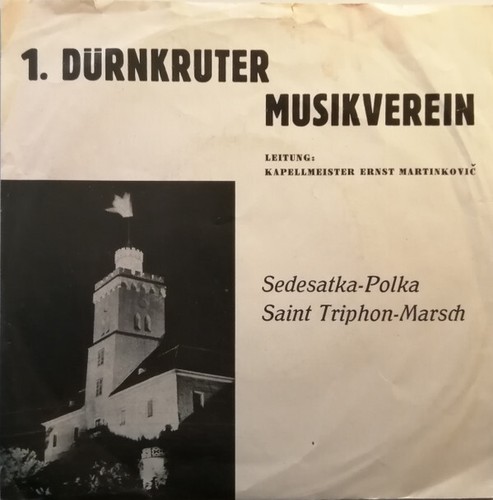 1. DÜRNKRUTER
MUSIKVEREIN
LEITUNG:
KAPELLMEISTER ERNST MARTINKOVIČ
Sedesatka-Polka
Saint Triphon-Marsch